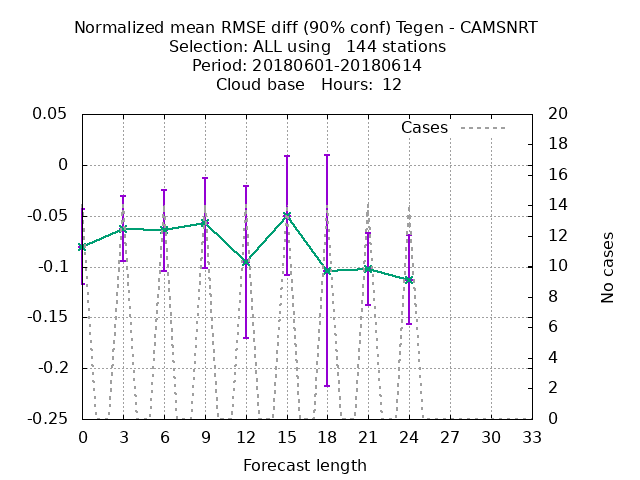 Normalized mean RMSE diff (90% conf) Tegen - CAMSNRT
Selection: ALL using 144 stations
Period: 20180601-20180614
Cloud base Hours: 12
Cases
0.05
0
-0.05
-0.1
-0.15
-0.2
-0.25
20
18
16
14
12
10
8
6
4
2
0
No cases
0 3 6 9 12 15 18 21 24 27 30 33
Forecast length